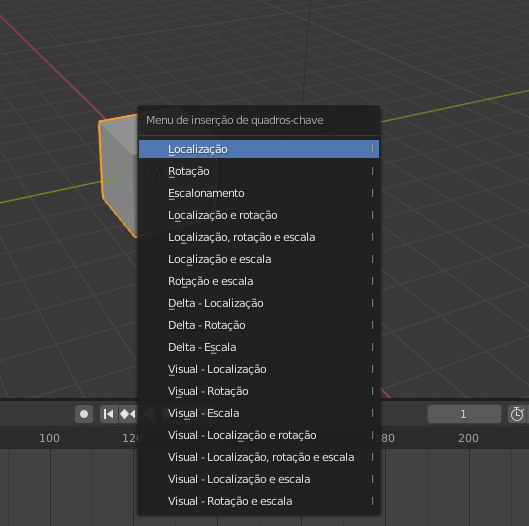 Menu de inserção de quadros-chave
Localização I
Rotação I
Escalonamento I
Localização e rotação I
Localização, rotação e escala I
Localização e escala I
Rotação e escala I
Delta - Localização I
Delta - Rotação I
Delta - Escala I
Visual - Localização I
Visual - Rotação I
Visual - Escala I
Visual - Localização e rotação I
Visual - Localização, rotação e escala I
Visual - Localização e escala I
Visual - Rotação e escala I
1
100 200